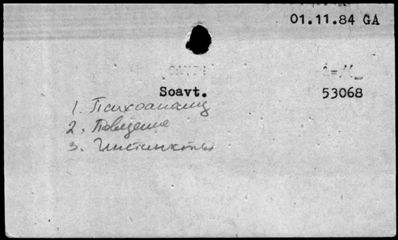 01.11.84 GA
Soavt. 53068
1. Психоанализ
2. Поведение
3. Инстинкты